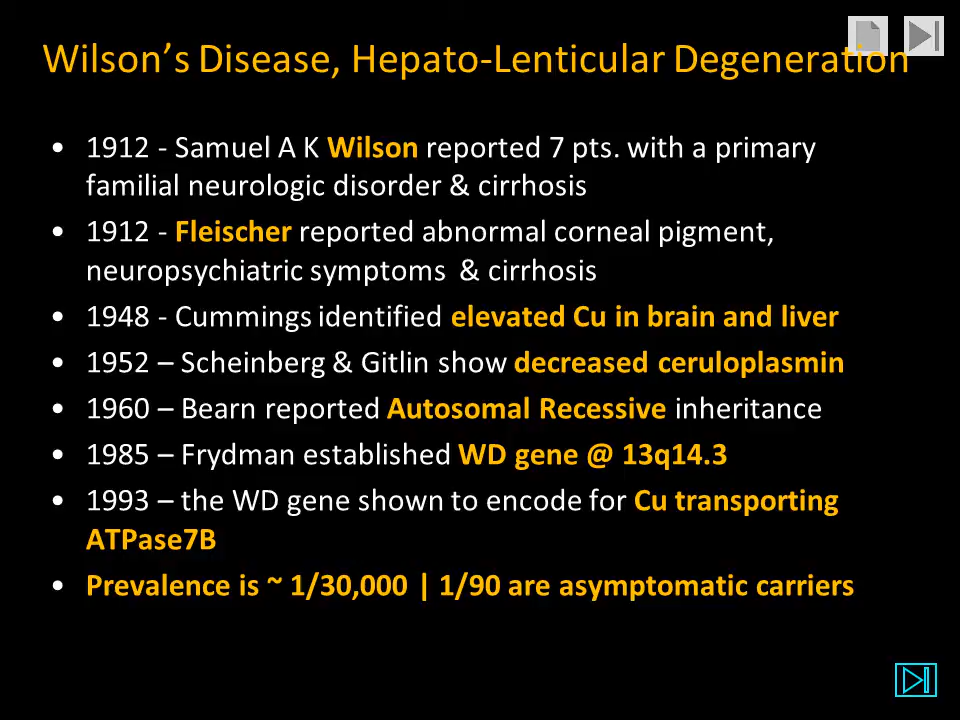 Wilson’s Disease, Hepato-Lenticular Degeneration
• 1912 - Samuel A K Wilson reported 7 pts. with a primary
familial neurologic disorder & cirrhosis
• 1912 - Fleischer reported abnormal corneal pigment,
neuropsychiatric symptoms & cirrhosis
• 1948 - Cummings identified elevated Cu in brain and liver
• 1952 – Scheinberg & Gitlin show decreased ceruloplasmin
• 1960 – Bearn reported Autosomal Recessive inheritance
• 1985 – Frydman established WD gene @ 13q14.3
• 1993 – the WD gene shown to encode for Cu transporting
ATPase7B
• Prevalence is ~ 1/30,000 | 1/90 are asymptomatic carriers